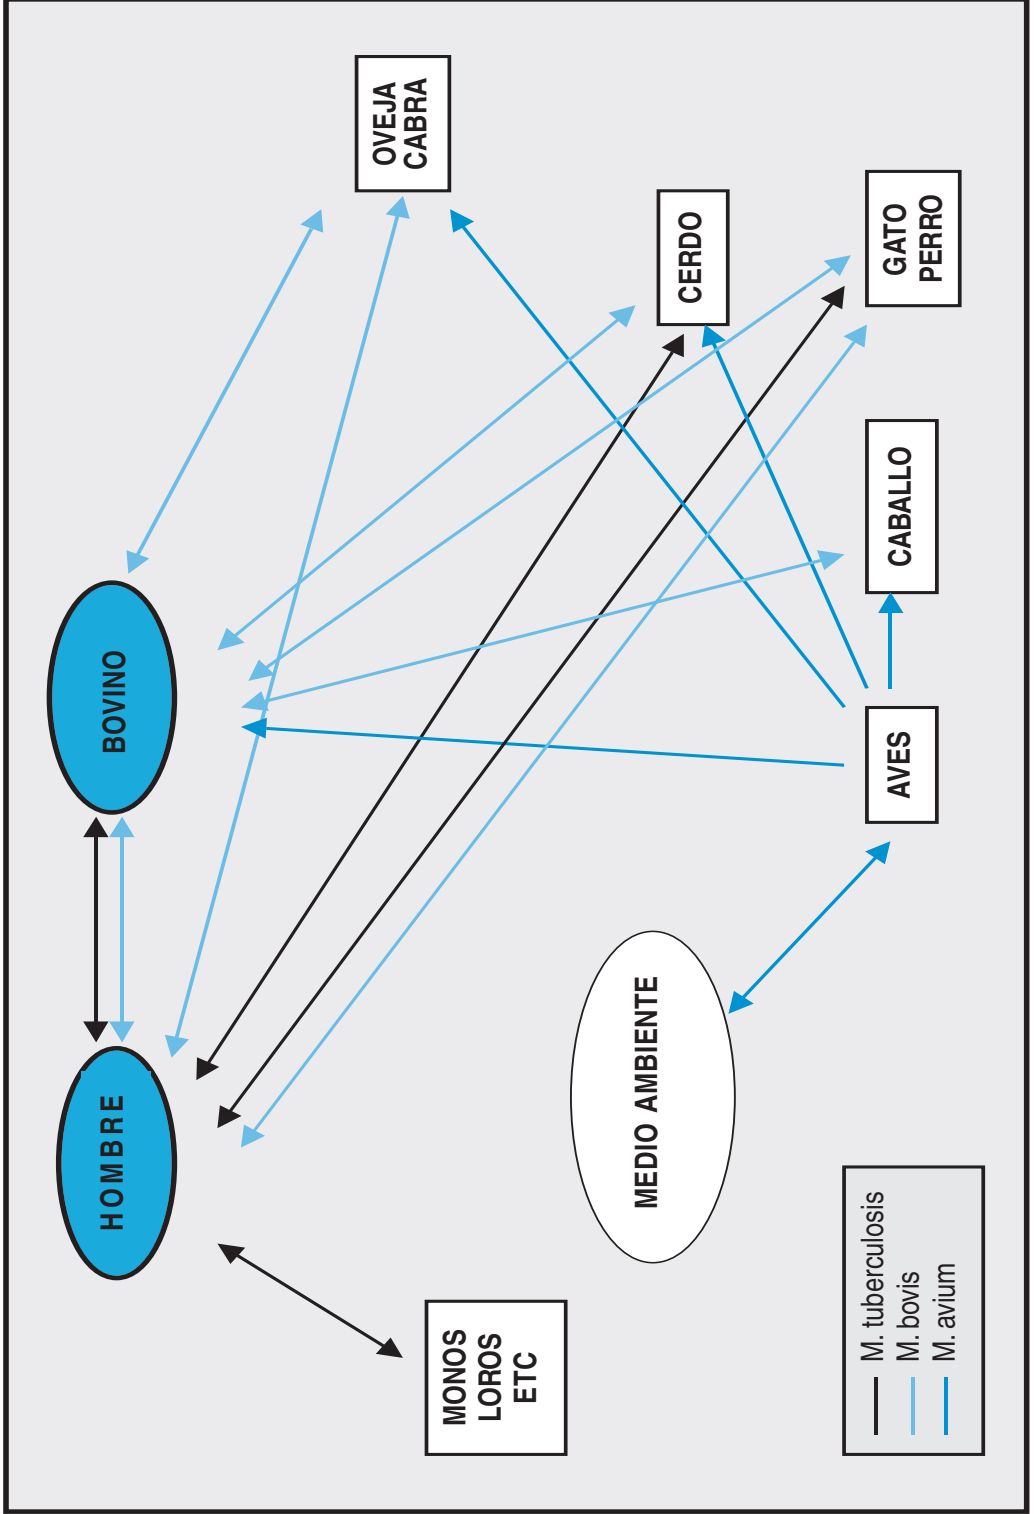 HOMBRE
BOVINO
OVEJA
CABRA
MONOS
LOROS
ETC
MEDIO AMBIENTE
CERDO
AVES
CABALLO
GATO
PERRO
M. tuberculosis
M. bovis
M. avium